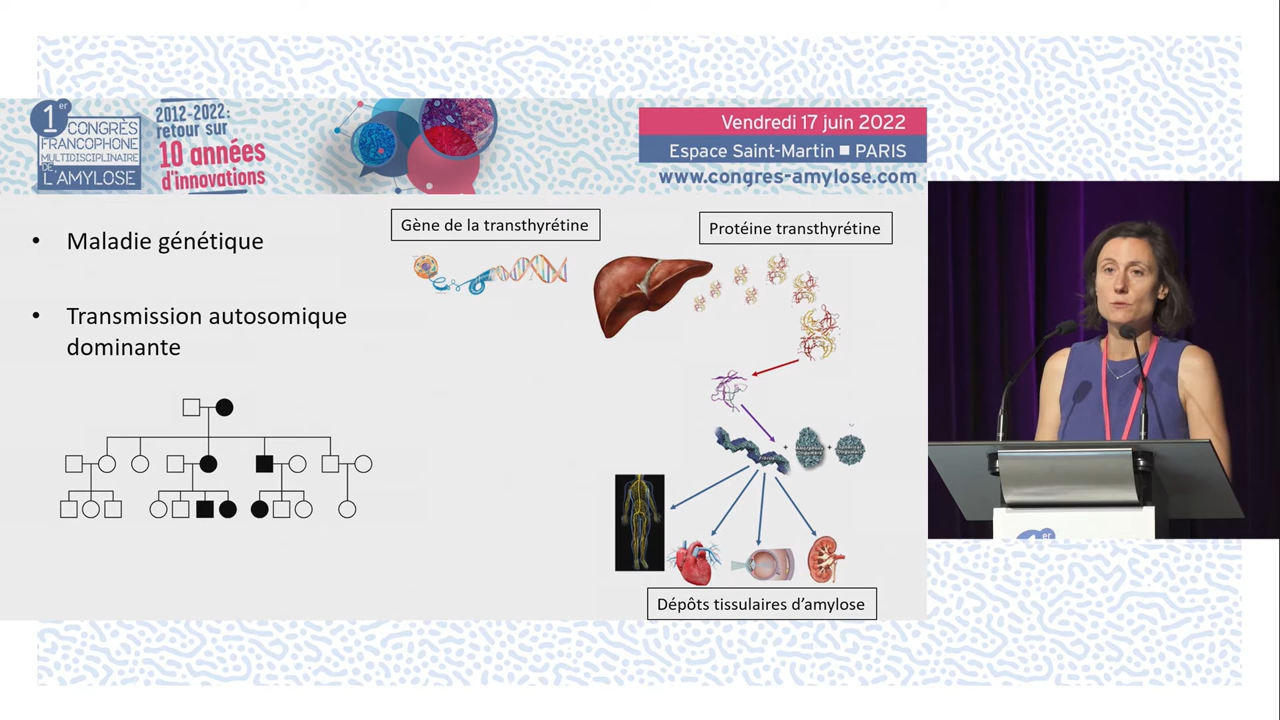 1er
CONGRÈS
FRANCOPHONE
MULTIDISCIPLINAIRE
DE
L'AMYLOSE
2012-2022:
retour sur
10 années
d'innovations
Vendredi 17 juin 2022
Espace Saint-Martin ■ PARIS
www.congres-amylose.com
• Maladie génétique
• Transmission autosomique
dominante
Gène de la transthyrétine
Protéine transthyrétine
Dépôts tissulaires d'amylose